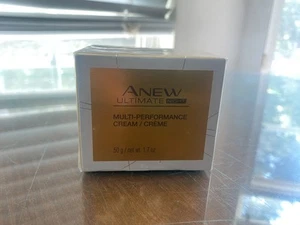 ANEW
ULTIMATE
MULTI-PERFORMANCE
CREAM / CRÈME